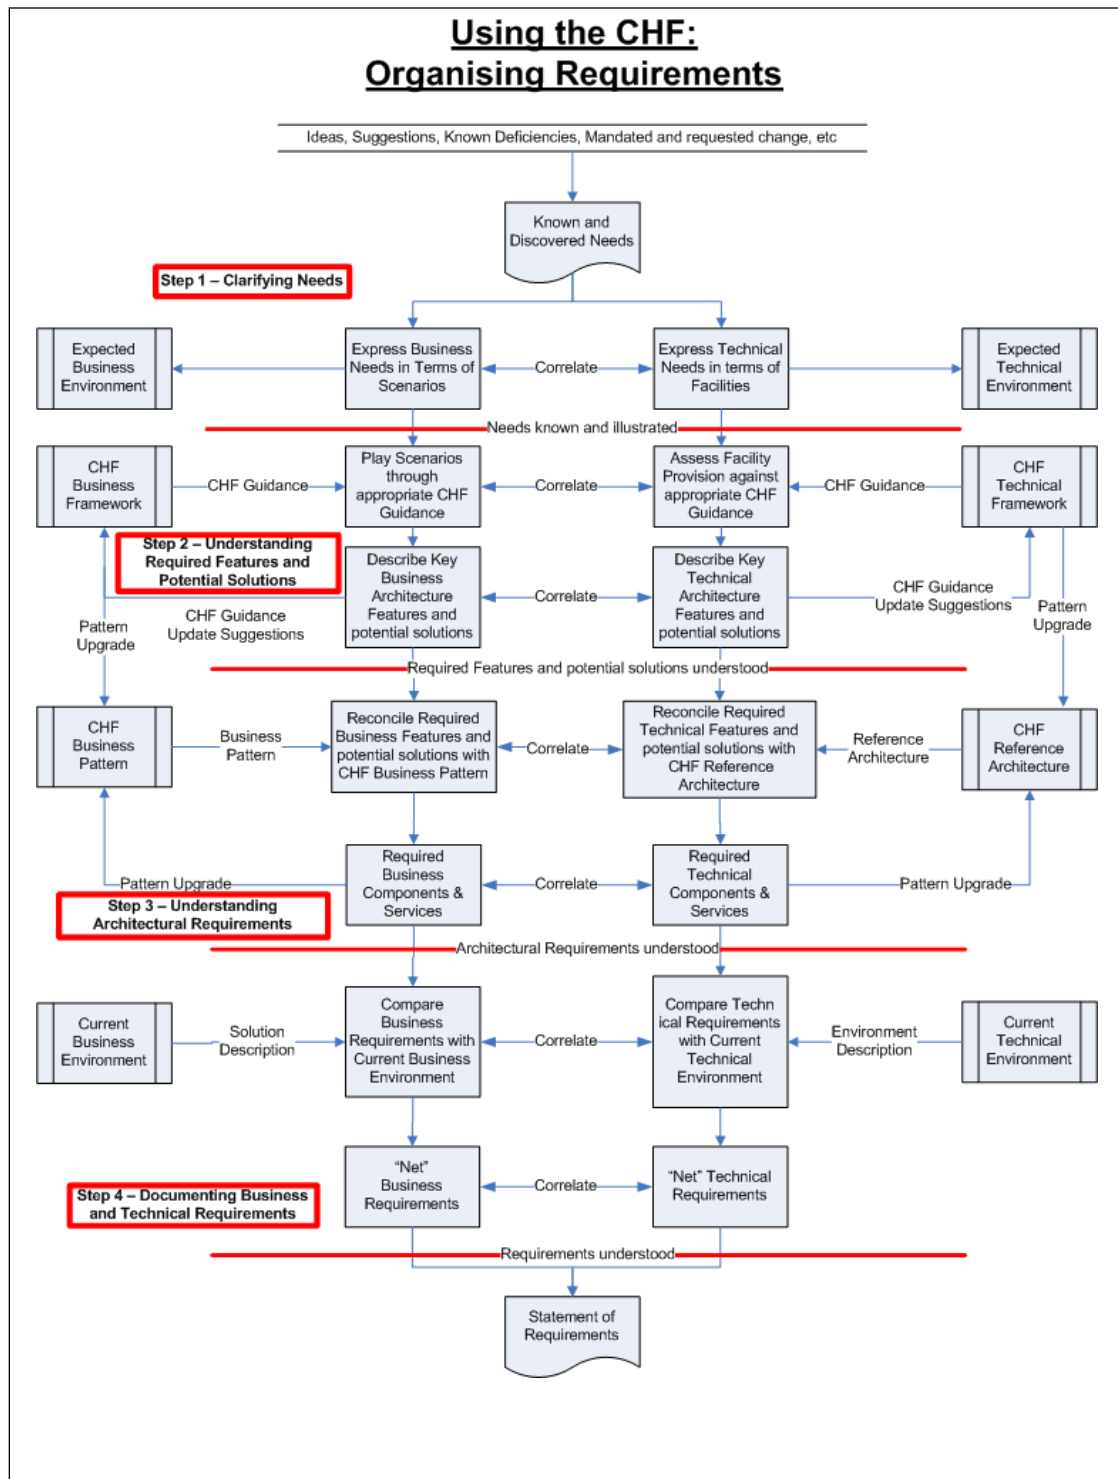 Using the CHF:
Organising Requirements
Ideas, Suggestions, Known Deficiencies, Mandated and requested change, etc
Known and
Discovered Needs
Step 1 – Clarifying Needs
Expected
Business
Environment
Express Business
Needs in Terms of
Scenarios
Correlate
Express Technical
Needs in terms of
Facilities
Expected
Technical
Environment
Needs known and illustrated
CHF
Business
Framework
CHF Guidance
Play Scenarios
through
appropriate CHF
Guidance
Correlate
Assess Facility
Provision against
appropriate CHF
Guidance
CHF Guidance
CHF
Technical
Framework
Step 2 – Understanding
Required Features and
Potential Solutions
Describe Key
Business
Architecture
Features and
potential solutions
Correlate
Describe Key
Technical
Architecture
Features and
potential solutions
CHF Guidance
Update Suggestions
CHF Guidance
Update Suggestions
Pattern
Upgrade
Pattern
Upgrade
Required Features and potential solutions understood
CHF
Business
Pattern
Business
Pattern
Reconcile Required
Business Features and
potential solutions with
CHF Business Pattern
Correlate
Reconcile Required
Technical Features and
potential solutions with
CHF Reference
Architecture
Reference
Architecture
CHF
Reference
Architecture
Pattern Upgrade
Required
Business
Components &
Services
Correlate
Required
Technical
Components &
Services
Pattern Upgrade
Step 3 – Understanding
Architectural Requirements
Architectural Requirements understood
Current
Business
Environment
Solution
Description
Compare
Business
Requirements with
Current Business
Environment
Correlate
Compare Techn
ical Requirements
with Current
Technical
Environment
Environment
Description
Current
Technical
Environment
Step 4 – Documenting Business
and Technical Requirements
“Net”
Business
Requirements
Correlate
“Net” Technical
Requirements
Requirements understood
Statement of
Requirements